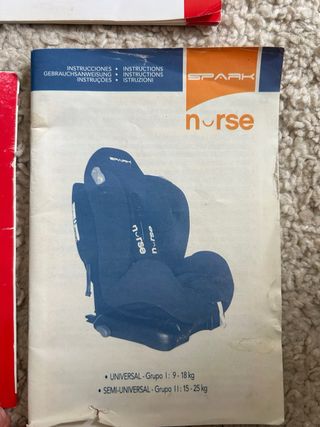 INSTRUCCIONES • INSTRUCTIONS
GEBRAUCHSANWEISUNG • INSTRUCTIONS
INSTRUÇÕES • ISTRUZIONI
SPARK
nurse
SPARK
nurse
nurse
• UNIVERSAL - Grupo I : 9 - 18 kg
• SEMI-UNIVERSAL - Grupo II : 15 - 25 kg